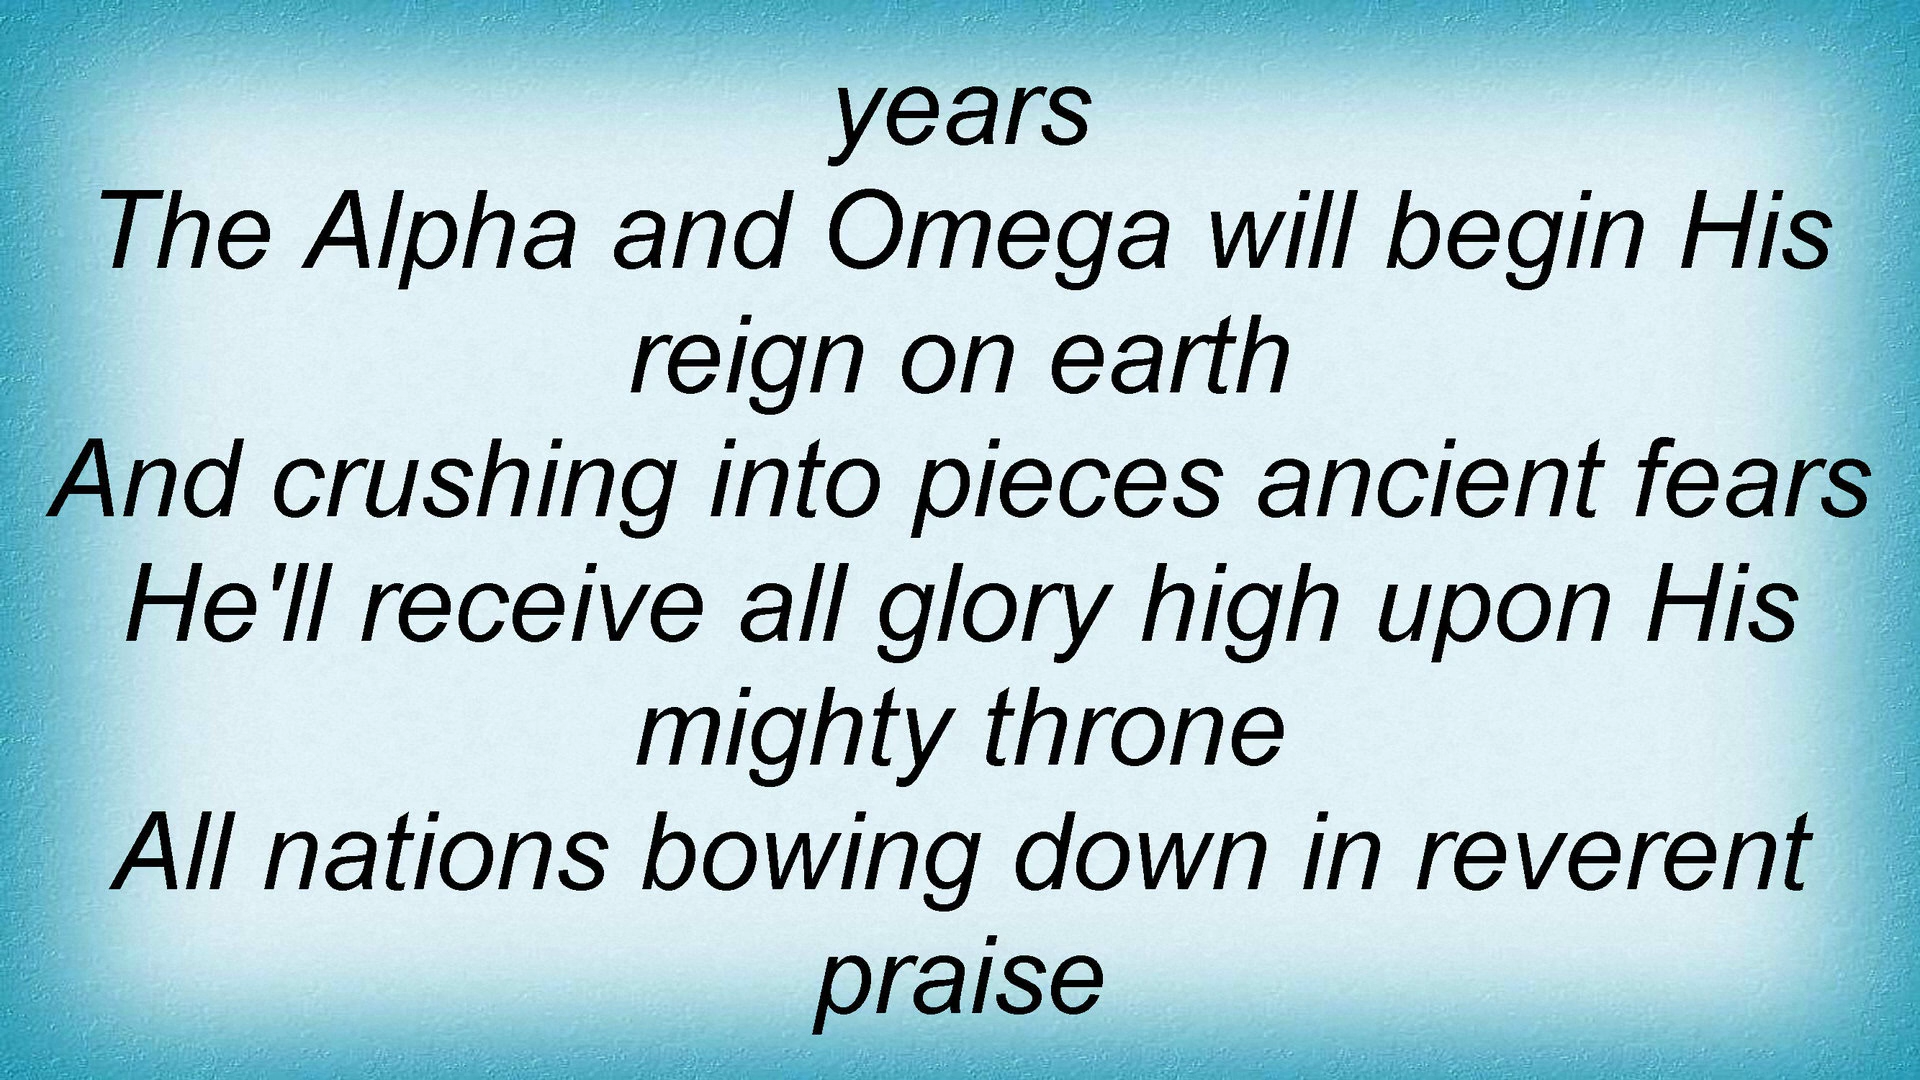 years
The Alpha and Omega will begin His
reign on earth
And crushing into pieces ancient fears
He'll receive all glory high upon His
mighty throne
All nations bowing down in reverent
praise